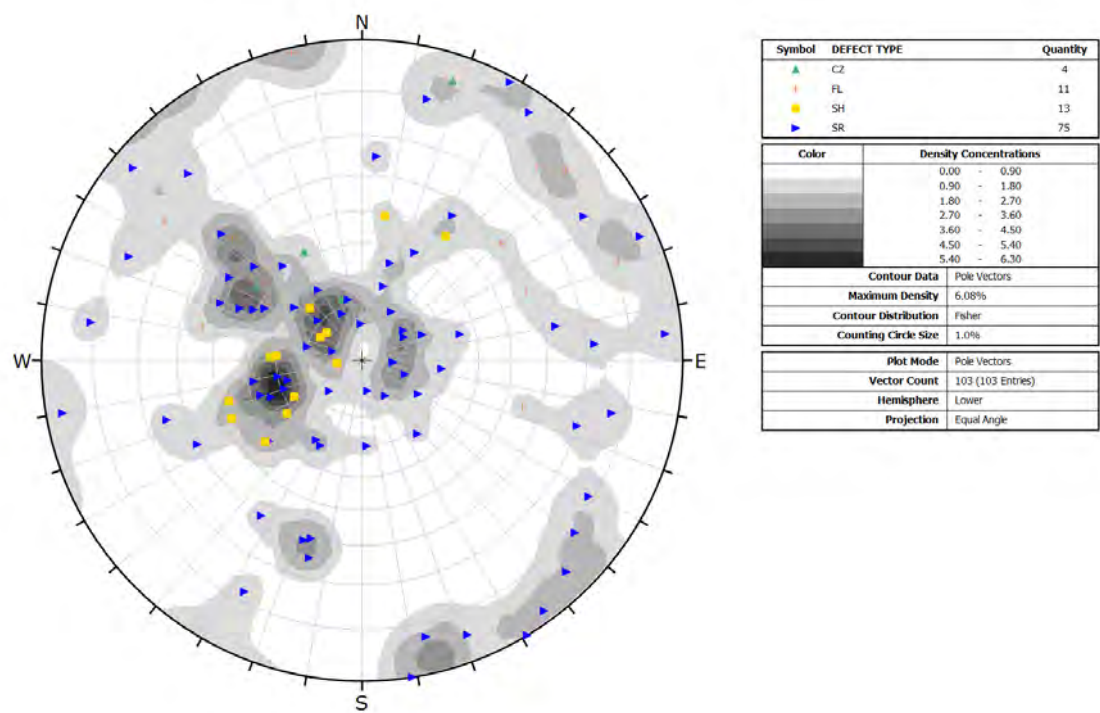 N
W
E
S
Symbol DEFECT TYPE Quantity
CZ 4
FL 11
SH 13
SR 75
Color Density Concentrations
0.00 - 0.90
0.90 - 1.80
1.80 - 2.70
2.70 - 3.60
3.60 - 4.50
4.50 - 5.40
5.40 - 6.30
Contour Data Pole Vectors
Maximum Density 6.08%
Contour Distribution Fisher
Counting Circle Size 1.0%
Plot Mode Pole Vectors
Vector Count 103 (103 Entries)
Hemisphere Lower
Projection Equal Angle